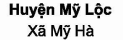 Huyện Mỹ Lộc
Xã Mỹ Hà